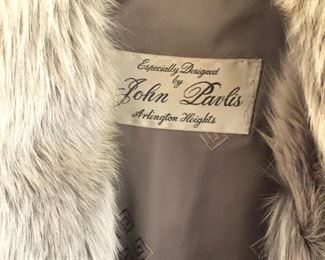 Especially Designed
by
John Pavlis
Arlington Heights